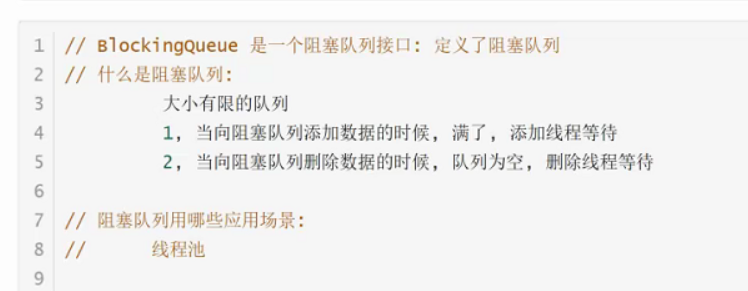 1 // BlockingQueue 是一个阻塞队列接口: 定义了阻塞队列
2 // 什么是阻塞队列:
3 大小有限的队列
4 1, 当向阻塞队列添加数据的时候, 满了, 添加线程等待
5 2, 当向阻塞队列删除数据的时候, 队列为空, 删除线程等待
6
7 // 阻塞队列用哪些应用场景:
8 // 线程池
9